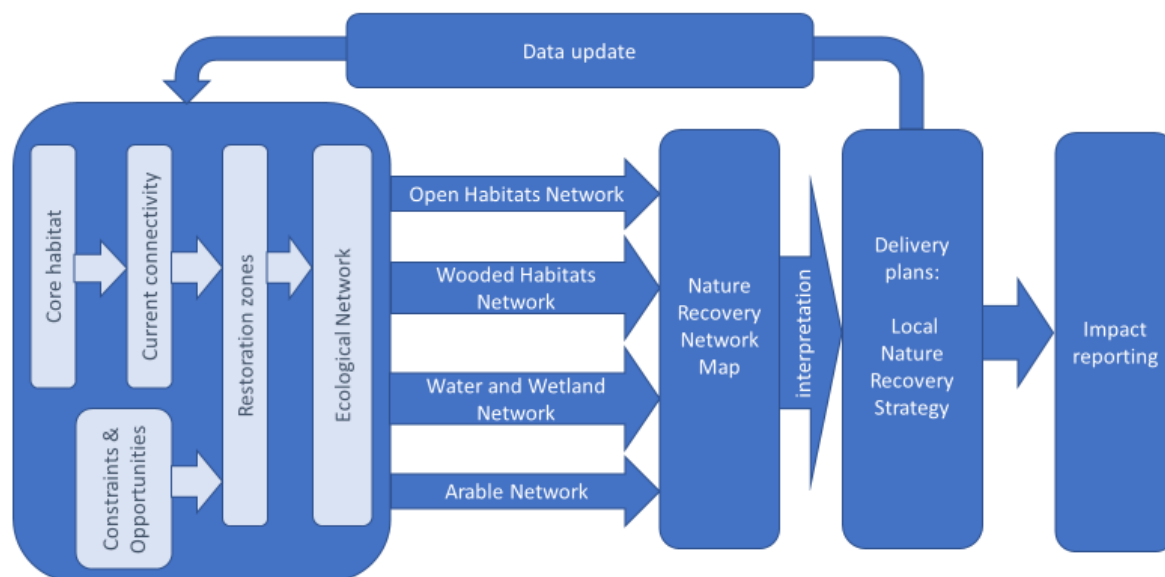 Data update
Core habitat
Current connectivity
Constraints &
Opportunities
Restoration zones
Ecological Network
Open Habitats Network
Wooded Habitats
Network
Water and Wetland
Network
Arable Network
Nature
Recovery
Network
Map
interpretation
Delivery
plans:
Local
Nature
Recovery
Strategy
Impact
reporting